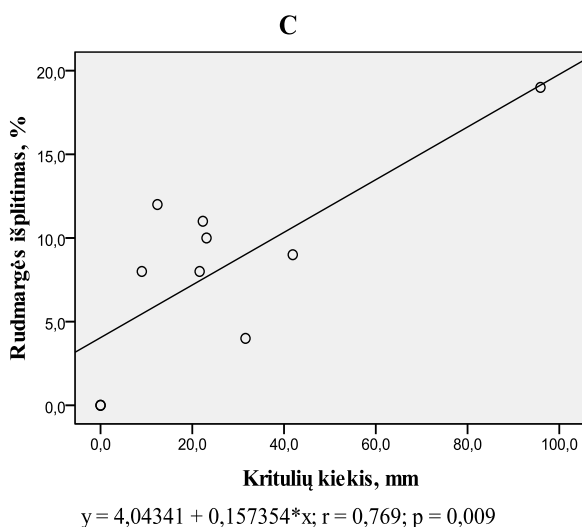 C
Rudmargės išplitimas, %
20,0
15,0
10,0
5,0
0,0
0,0 20,0 40,0 60,0 80,0 100,0
Kritulių kiekis, mm
y = 4,04341 + 0,157354*x; r = 0,769; p = 0,009